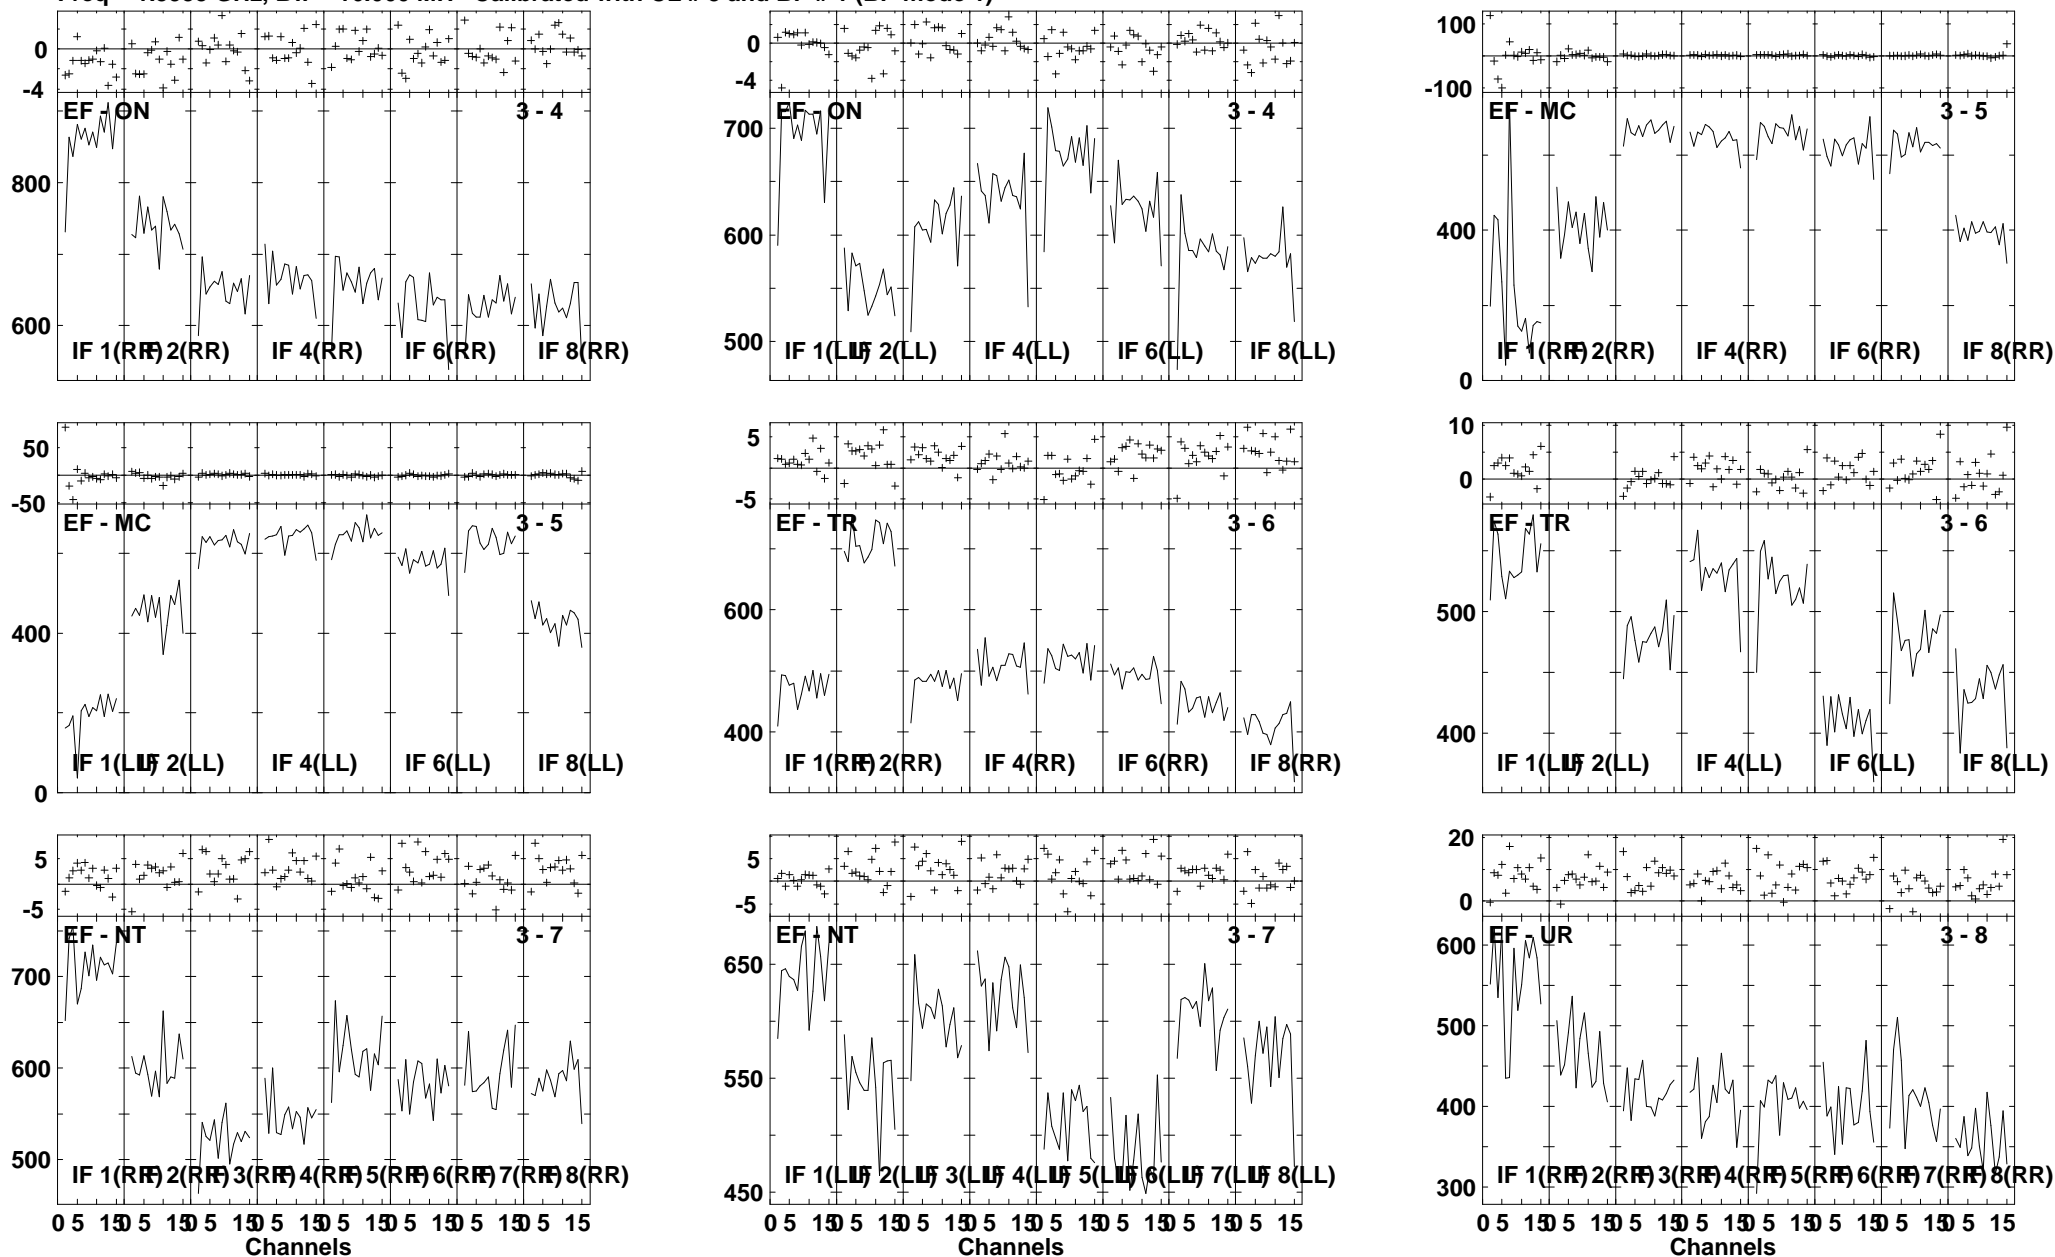 0
-4
EF - ON
3 - 4
800
600
IF 1(RR)
IF 2(RR)
IF 4(RR)
IF 6(RR)
IF 8(RR)
0
-4
EF - ON
3 - 4
700
600
500
IF 1(LL)
IF 2(LL)
IF 4(LL)
IF 6(LL)
IF 8(LL)
100
-100
EF - MC
3 - 5
400
0
IF 1(RR)
IF 2(RR)
IF 4(RR)
IF 6(RR)
IF 8(RR)
50
-50
EF - MC
3 - 5
400
0
IF 1(LL)
IF 2(LL)
IF 4(LL)
IF 6(LL)
IF 8(LL)
5
-5
EF - TR
3 - 6
600
400
IF 1(RR)
IF 2(RR)
IF 4(RR)
IF 6(RR)
IF 8(RR)
10
0
EF - TR
3 - 6
500
400
IF 1(LL)
IF 2(LL)
IF 4(LL)
IF 6(LL)
IF 8(LL)
5
-5
EF - NT
3 - 7
700
600
500
IF 1(RR)
IF 2(RR)
IF 3(RR)
IF 4(RR)
IF 5(RR)
IF 6(RR)
IF 7(RR)
IF 8(RR)
0 5 15 0 5 15 0 5 15 0 5 15 0 5 15 0 5 15 0 5 15 0 5 15
Channels
5
-5
EF - NT
3 - 7
650
550
450
IF 1(LL)
IF 2(LL)
IF 3(LL)
IF 4(LL)
IF 5(LL)
IF 6(LL)
IF 7(LL)
IF 8(LL)
0 5 15 0 5 15 0 5 15 0 5 15 0 5 15 0 5 15 0 5 15 0 5 15
Channels
20
0
EF - UR
3 - 8
600
500
400
300
IF 1(RR)
IF 2(RR)
IF 3(RR)
IF 4(RR)
IF 5(RR)
IF 6(RR)
IF 7(RR)
IF 8(RR)
0 5 15 0 5 15 0 5 15 0 5 15 0 5 15 0 5 15 0 5 15 0 5 15
Channels